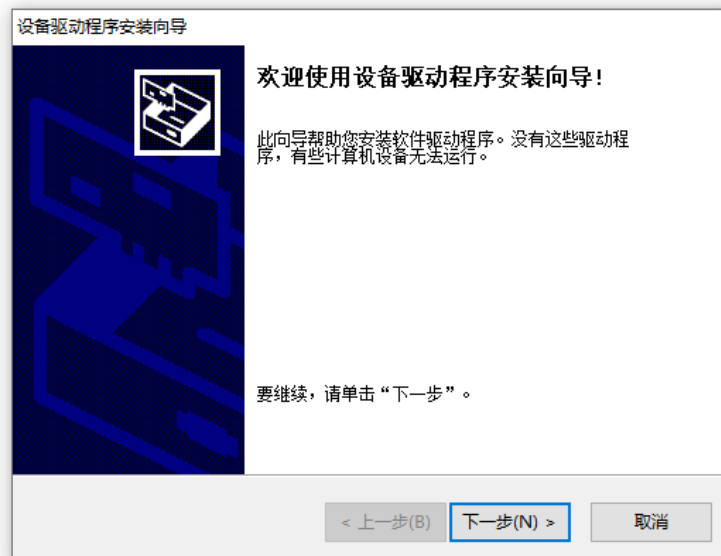 设备驱动程序安装向导
欢迎使用设备驱动程序安装向导!
此向导帮助您安装软件驱动程序。没有这些驱动程
序，有些计算机设备无法运行。
要继续，请单击“下一步”。
< 上一步(B)
下一步(N) >
取消